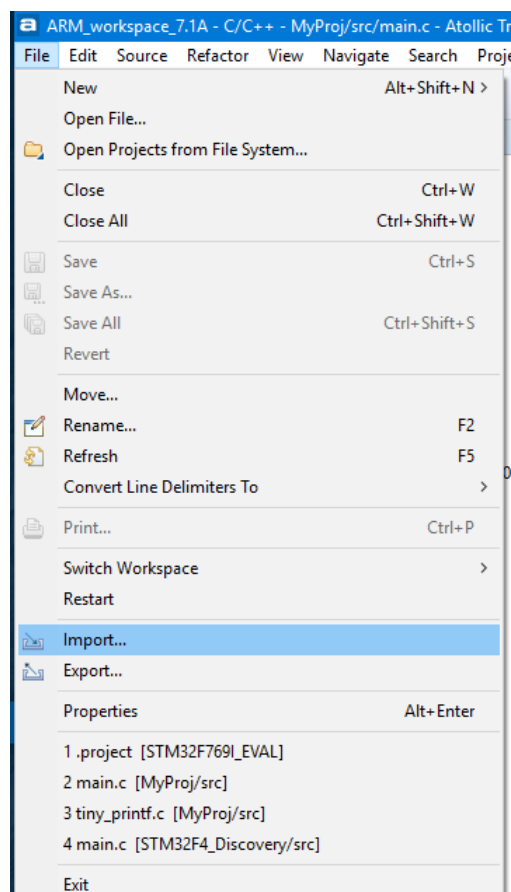 a ARM_workspace_7.1A - C/C++ - MyProj/src/main.c - Atollic Tr
File Edit Source Refactor View Navigate Search Proje
New Alt+Shift+N >
Open File...
Open Projects from File System...
Close Ctrl+W
Close All Ctrl+Shift+W
Save Ctrl+S
Save As...
Save All Ctrl+Shift+S
Revert
Move...
Rename... F2
Refresh F5
Convert Line Delimiters To >
Print... Ctrl+P
Switch Workspace >
Restart
Import...
Export...
Properties Alt+Enter
1 .project [STM32F769I_EVAL]
2 main.c [MyProj/src]
3 tiny_printf.c [MyProj/src]
4 main.c [STM32F4_Discovery/src]
Exit